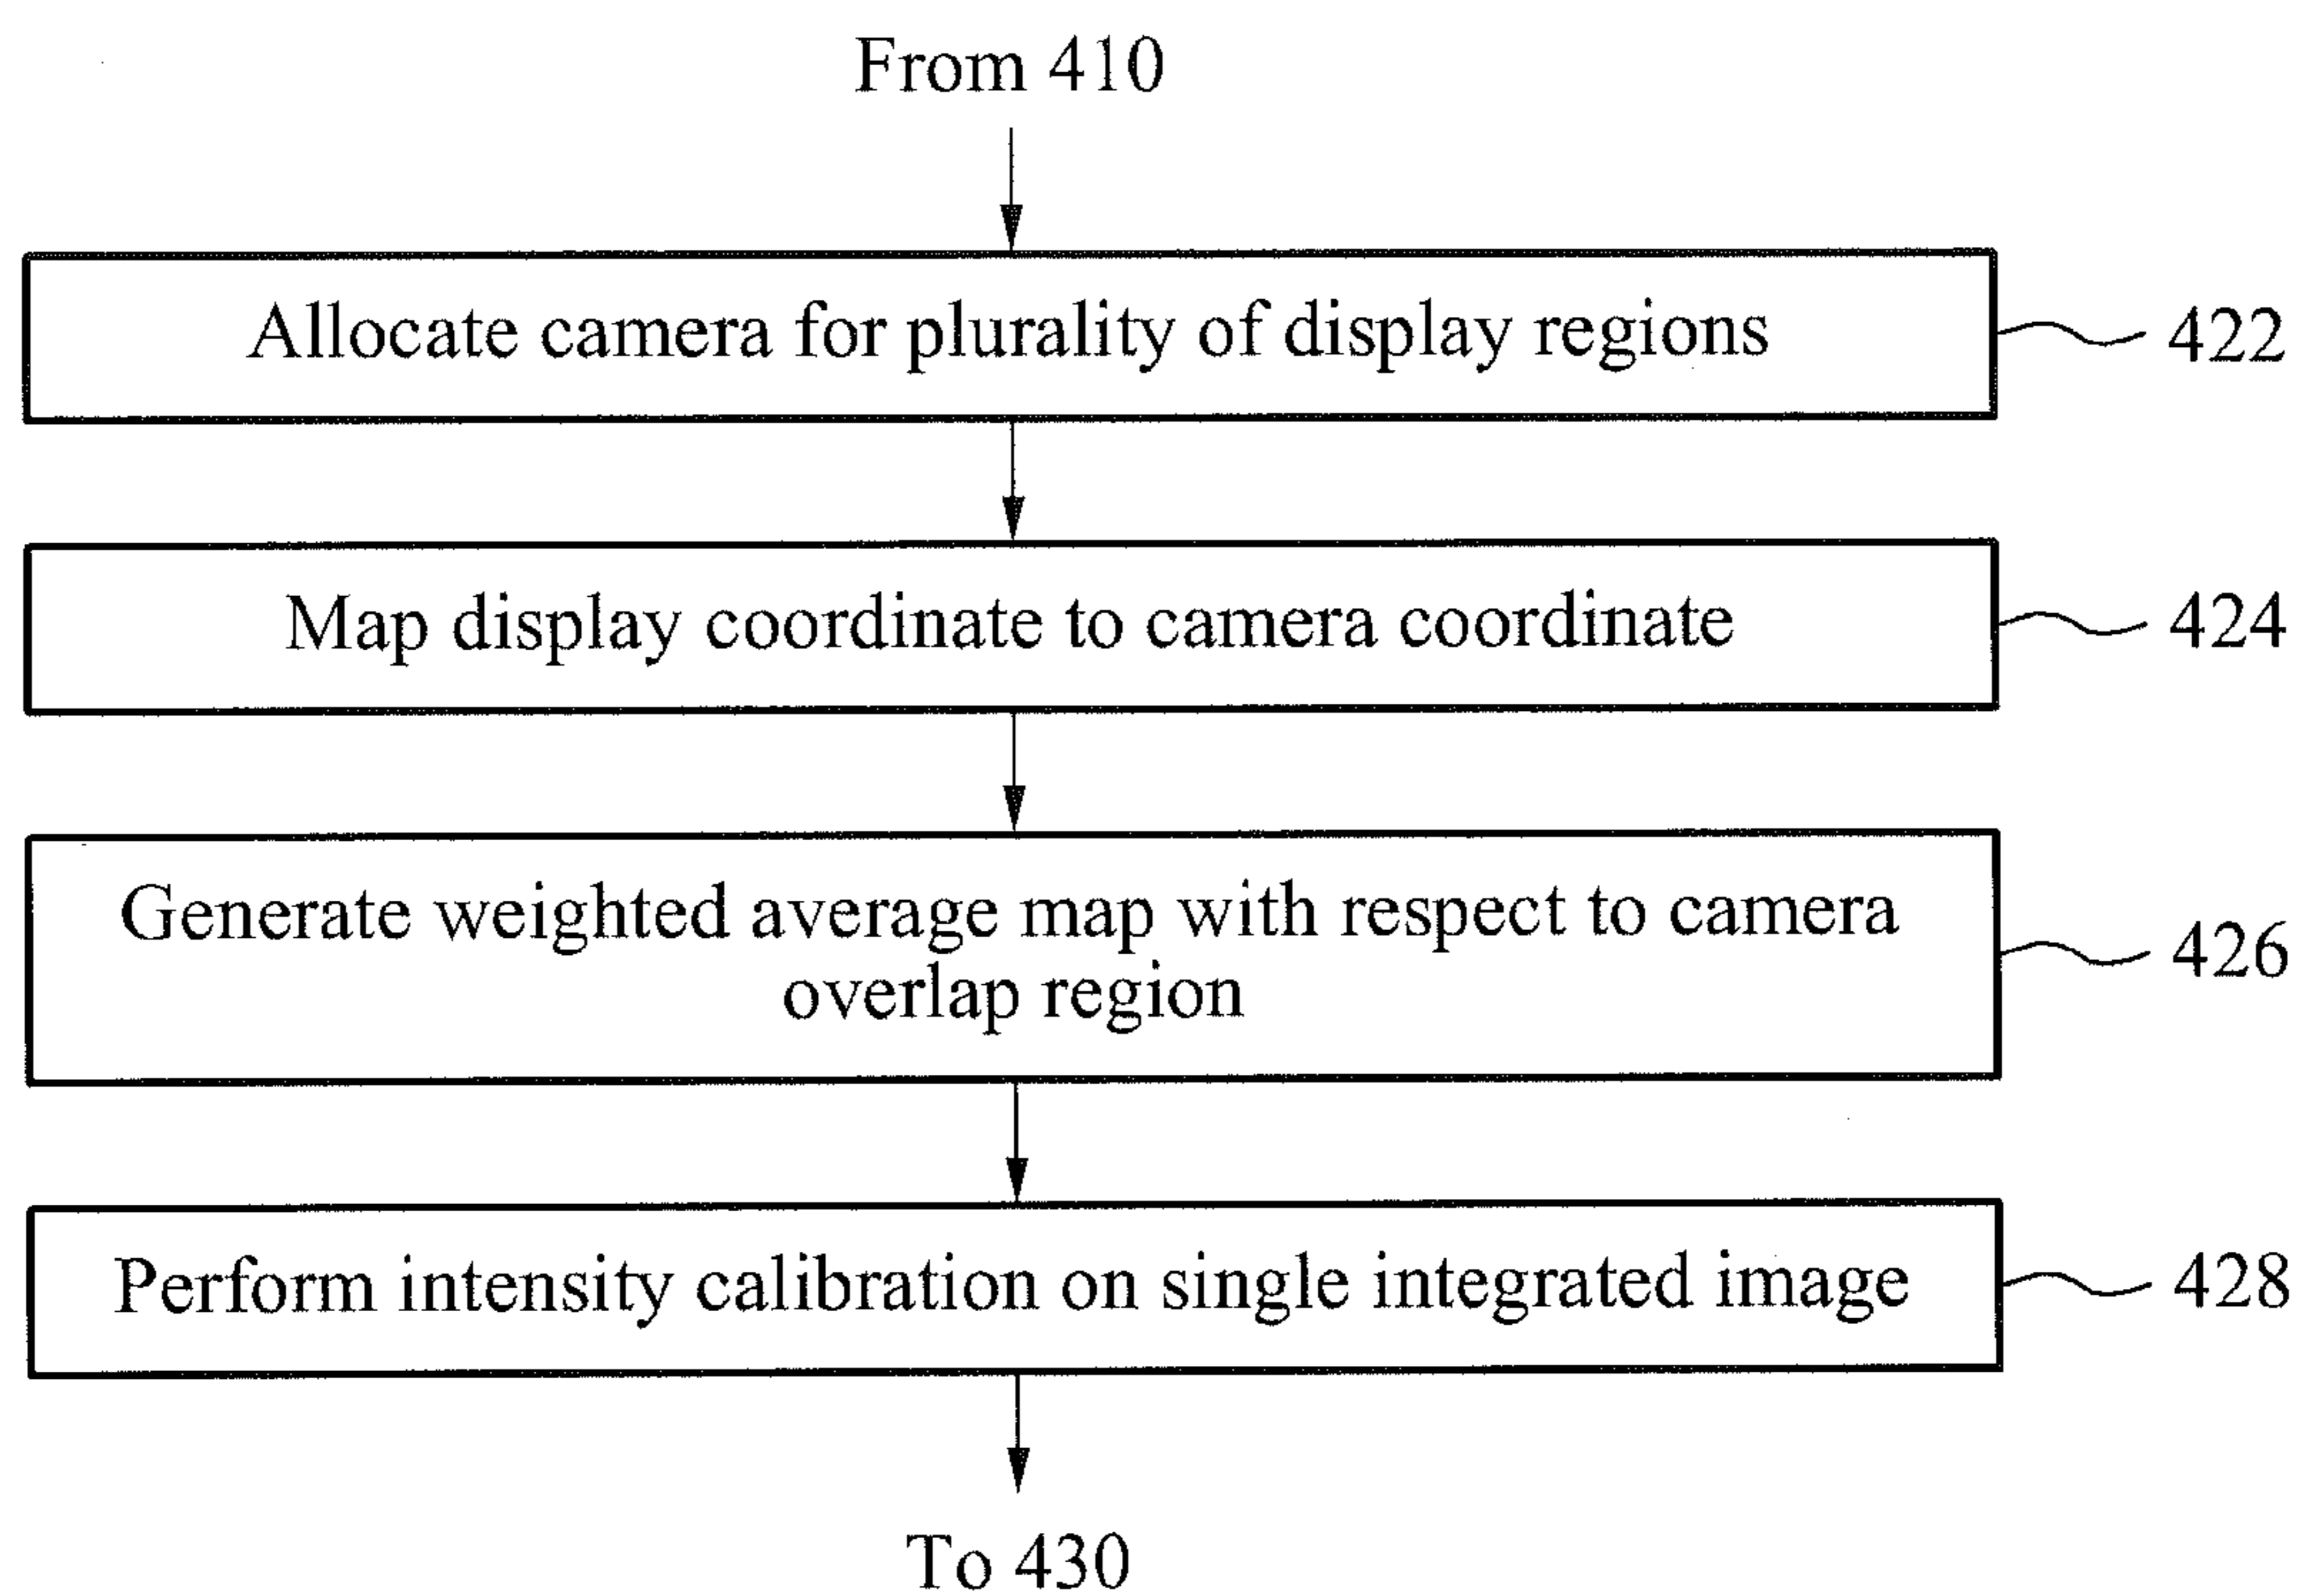 From 410
Allocate camera for plurality of display regions
422
Map display coordinate to camera coordinate
424
Generate weighted average map with respect to camera
overlap region
426
Perform intensity calibration on single integrated image
428
To 430